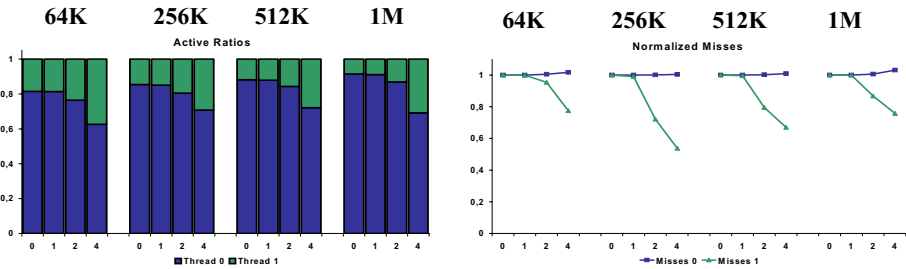 64K 256K 512K 1M
Active Ratios
1
0,8
0,6
0,4
0,2
0
0 1 2 4 0 1 2 4 0 1 2 4 0 1 2 4
Thread 0 Thread 1
64K 256K 512K 1M
Normalized Misses
1
0,8
0,6
0,4
0,2
0
0 1 2 4 0 1 2 4 0 1 2 4 0 1 2 4
Misses 0 Misses 1